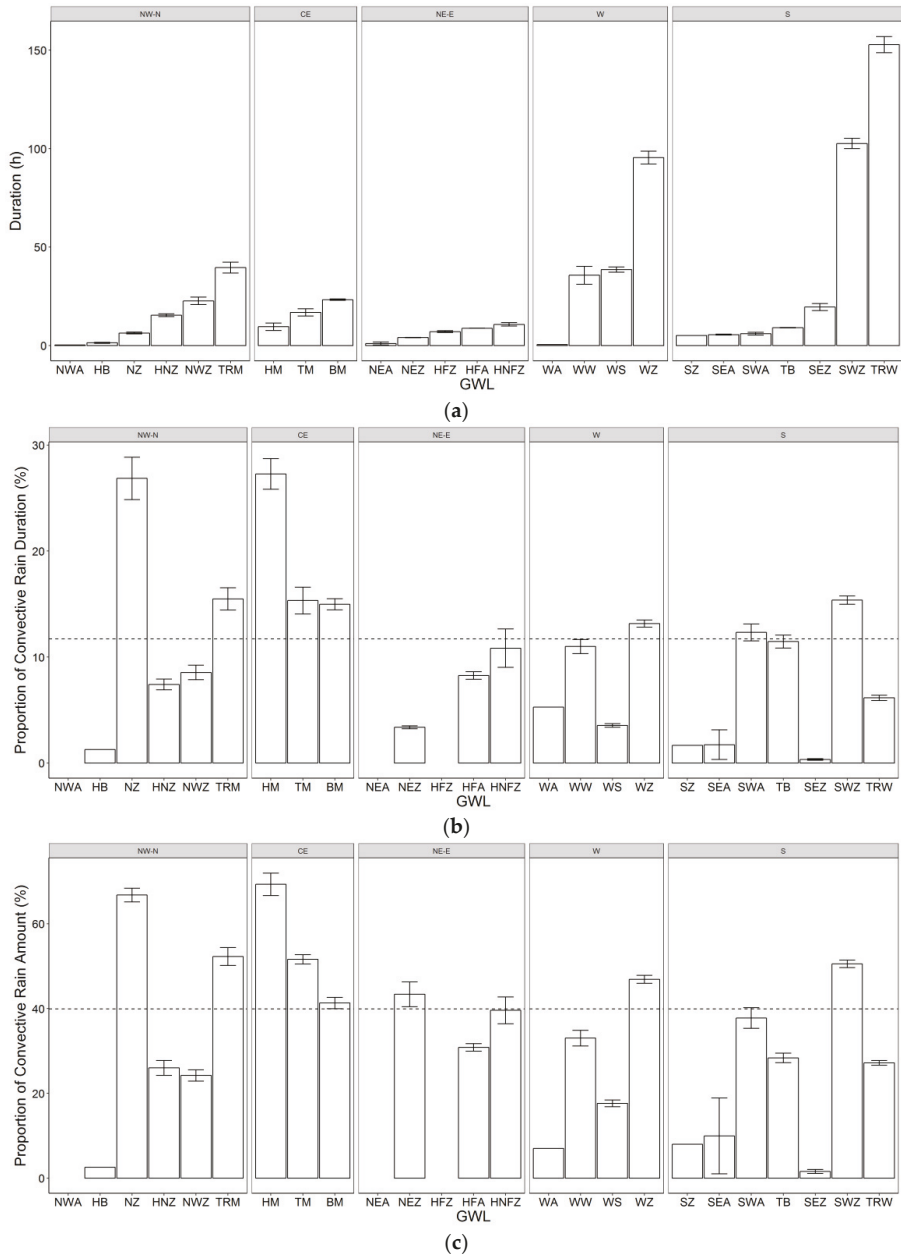 NW-N CE NE-E W S
Duration (h)
150
100
50
0
NWA HB NZ HNZ NWZ TRM HM TM BM NEA NEZ HFZ HFA HNFZ WA WW WS WZ SZ SEA SWA TB SEZ SWZ TRW
GWL
(a)
NW-N CE NE-E W S
Proportion of Convective Rain Duration (%)
30
20
10
0
NWA HB NZ HNZ NWZ TRM HM TM BM NEA NEZ HFZ HFA HNFZ WA WW WS WZ SZ SEA SWA TB SEZ SWZ TRW
GWL
(b)
NW-N CE NE-E W S
Proportion of Convective Rain Amount (%)
60
40
20
0
NWA HB NZ HNZ NWZ TRM HM TM BM NEA NEZ HFZ HFA HNFZ WA WW WS WZ SZ SEA SWA TB SEZ SWZ TRW
GWL
(c)